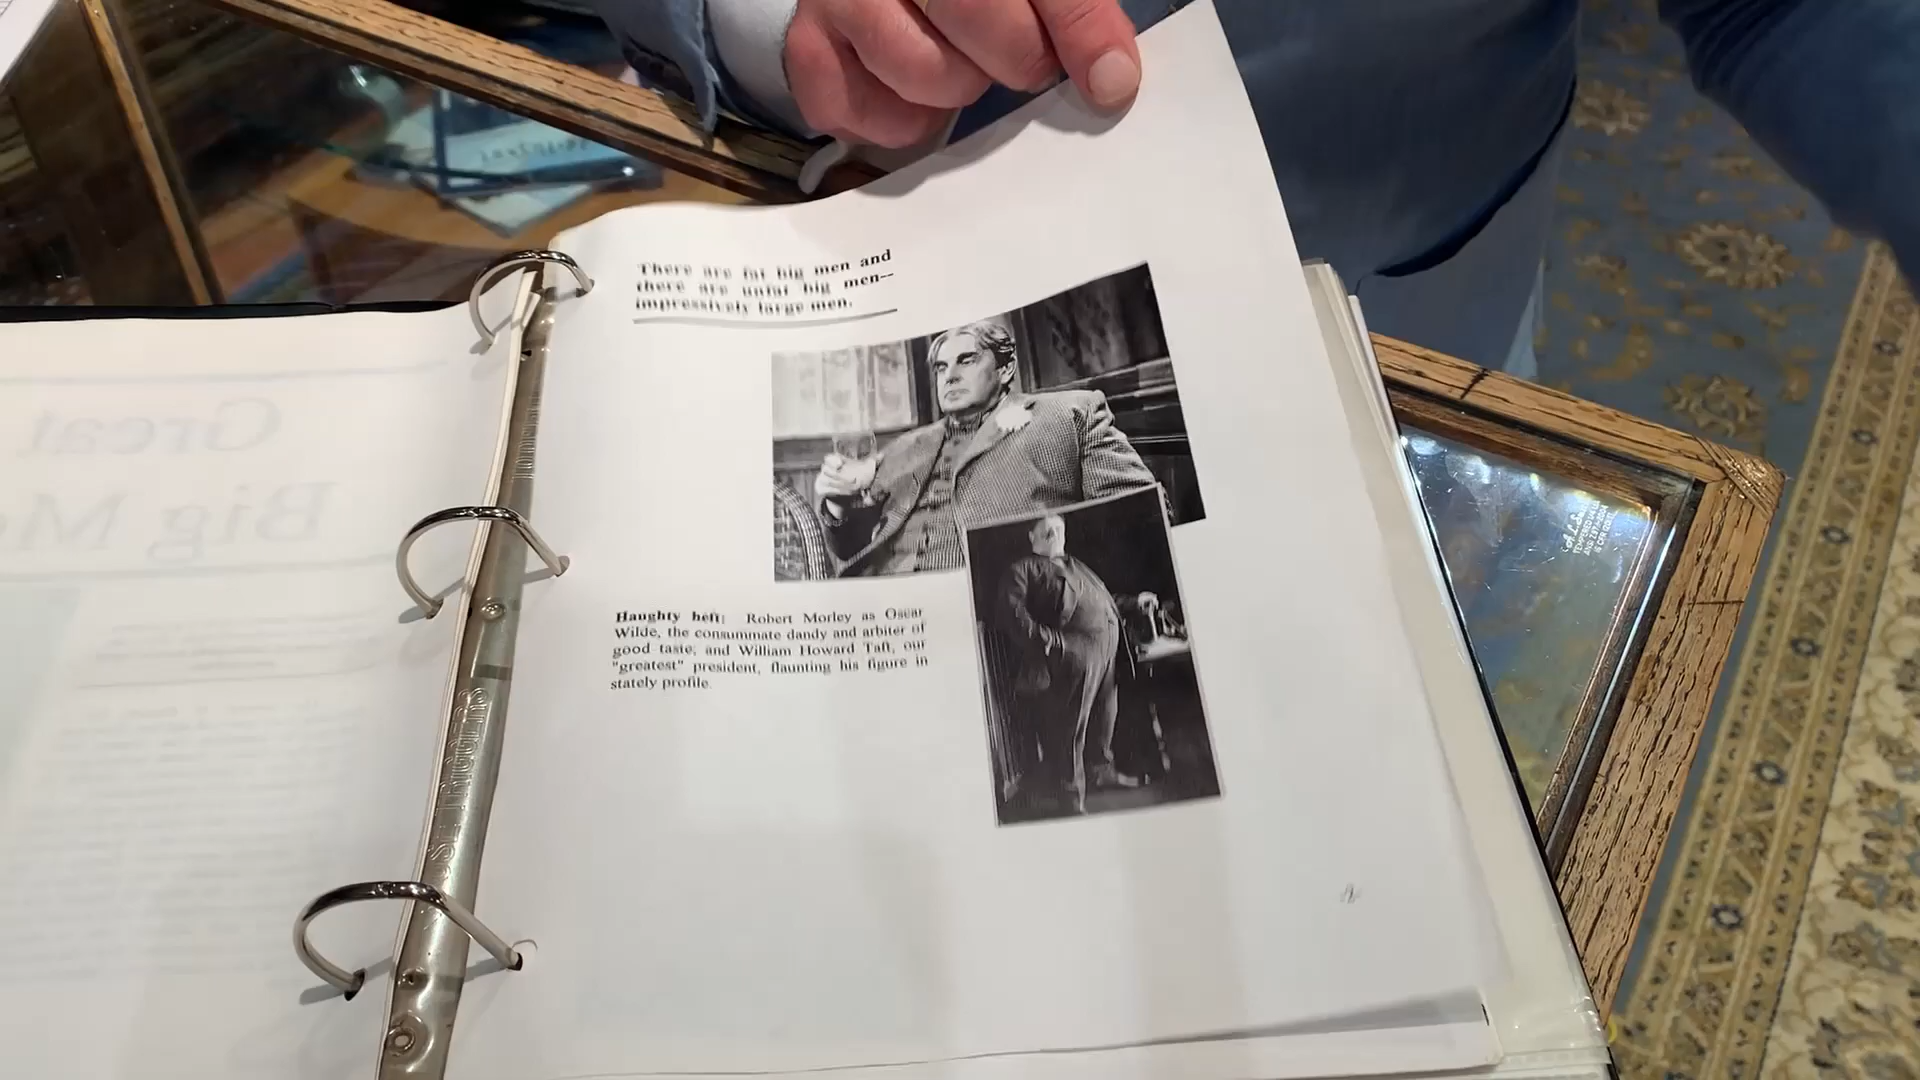 There are fat big men and
there are unfat big men--
impressively large men.
Haughty heft: Robert Morley as Oscar
Wilde, the consummate dandy and arbiter of
good taste; and William Howard Taft, our
"greatest" president, flaunting his figure in
stately profile.
Great
Big M
TRIGGERS
TEMPERED